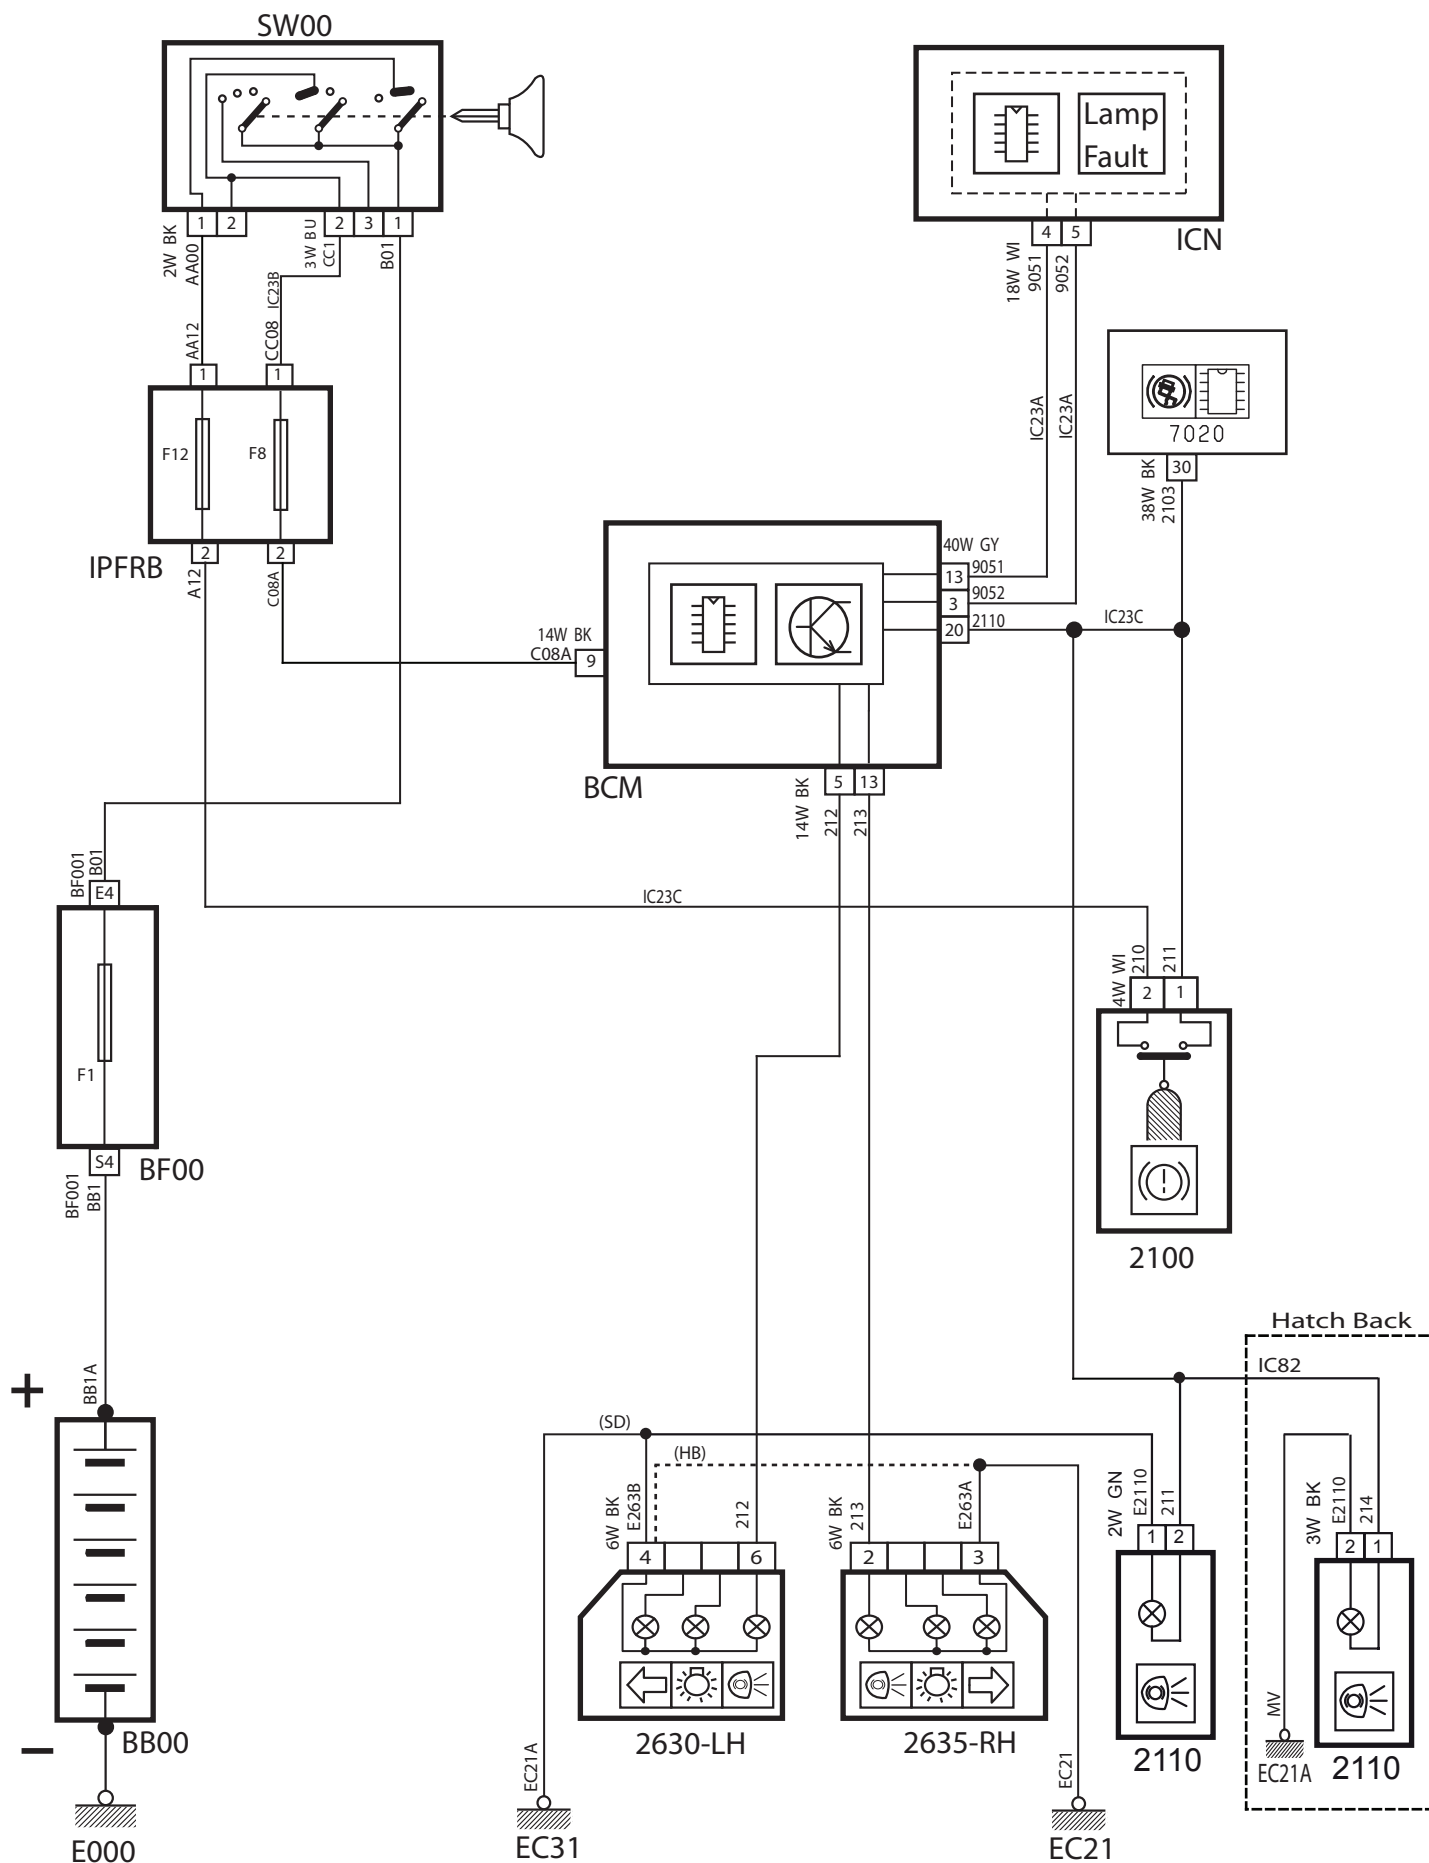 SW00
Lamp
Fault
1
2
2
3
1
4
5
ICN
2W BK
AA00
3W BU
CC1
B01
18W WI
9051
9052
IC23B
AA12
CC08
1
1
IC23A
IC23A
7020
30
38W BK
2103
F12
F8
2
2
IPFRB
A12
C08A
40W GY
13
9051
3
9052
20
2110
IC23C
14W BK
C08A
9
BCM
5
13
14W BK
212
213
BF001
B01
E4
IC23C
F1
S4
BF00
BF001
BB1
4W WI
210
211
2
1
2100
Hatch Back
IC82
+
BB1A
(SD)
(HB)
6W BK
E263B
212
6W BK
213
E263A
2W GN
E2110
211
3W BK
E2110
214
4
6
2
3
1
2
2
1
MV
BB00
−
2630-LH
2635-RH
2110
EC21A
2110
EC21A
EC21
E000
EC31
EC21